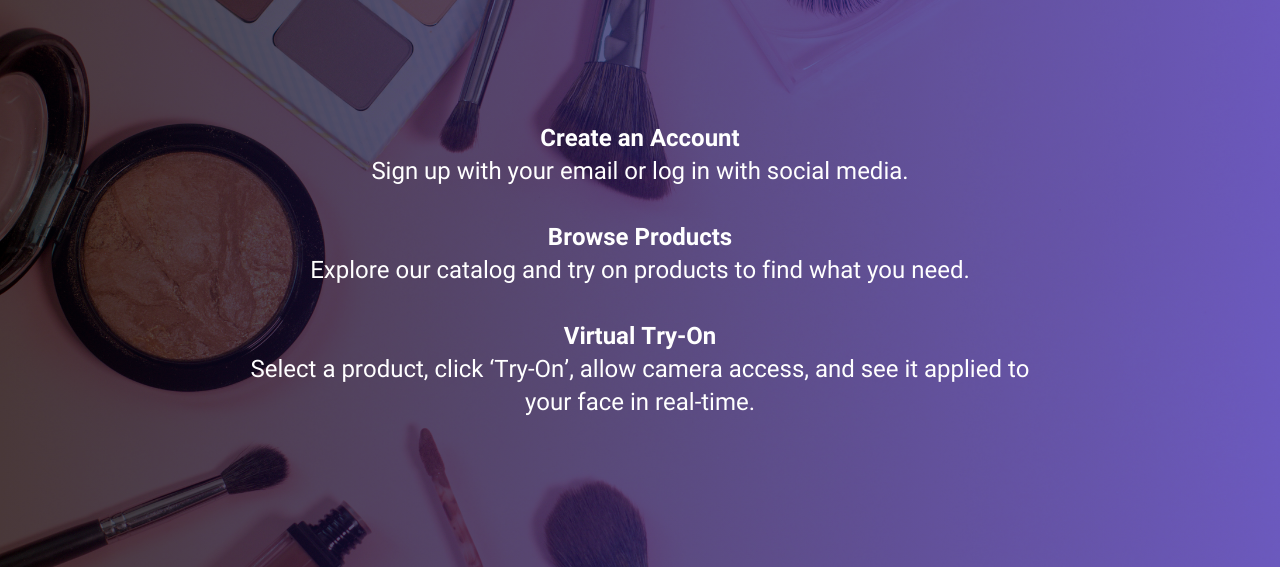 Create an Account
Sign up with your email or log in with social media.
Browse Products
Explore our catalog and try on products to find what you need.
Virtual Try-On
Select a product, click ‘Try-On’, allow camera access, and see it applied to
your face in real-time.